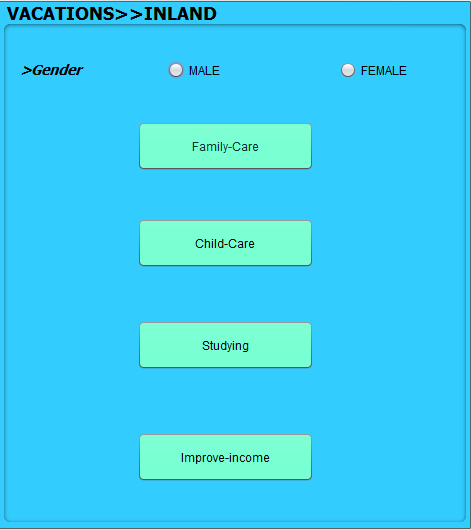 VACATIONS>>INLAND
>Gender MALE FEMALE
Family-Care
Child-Care
Studying
Improve-income